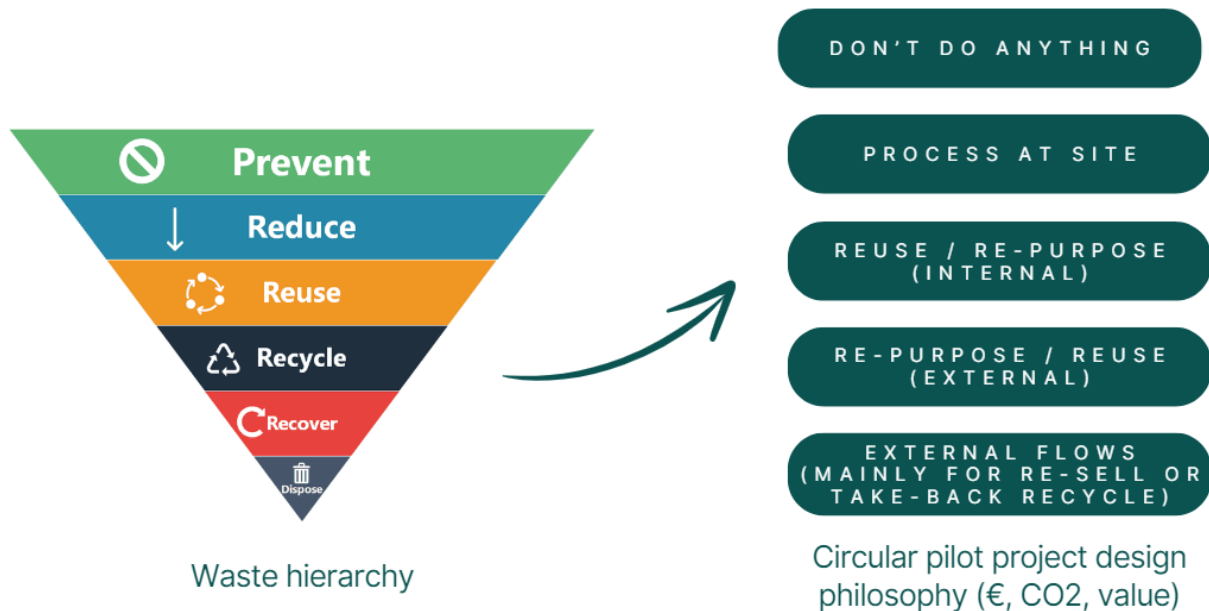 Prevent
Reduce
Reuse
Recycle
Recover
Dispose
Waste hierarchy
DON'T DO ANYTHING
PROCESS AT SITE
REUSE / RE-PURPOSE
(INTERNAL)
RE-PURPOSE / REUSE
(EXTERNAL)
EXTERNAL FLOWS
(MAINLY FOR RE-SELL OR
TAKE-BACK RECYCLE)
Circular pilot project design
philosophy (€, CO2, value)